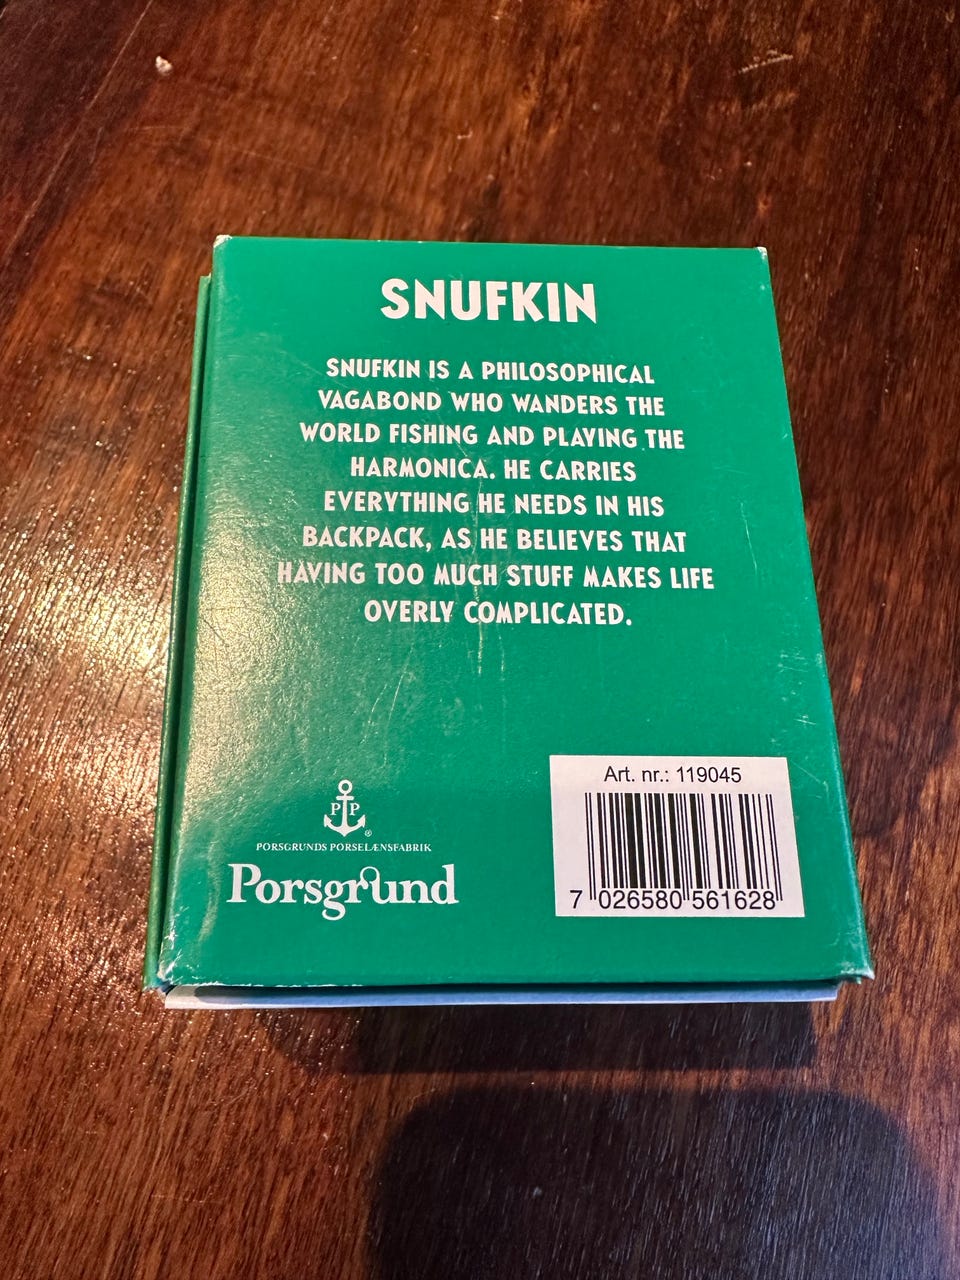 SNUFKIN
SNUFKIN IS A PHILOSOPHICAL
VAGABOND WHO WANDERS THE
WORLD FISHING AND PLAYING THE
HARMONICA. HE CARRIES
EVERYTHING HE NEEDS IN HIS
BACKPACK, AS HE BELIEVES THAT
HAVING TOO MUCH STUFF MAKES LIFE
OVERLY COMPLICATED.
P P
®
PORSGRUNDS PORSELÆNSFABRIK
Porsgrund
Art. nr.: 119045
7 026580 561628